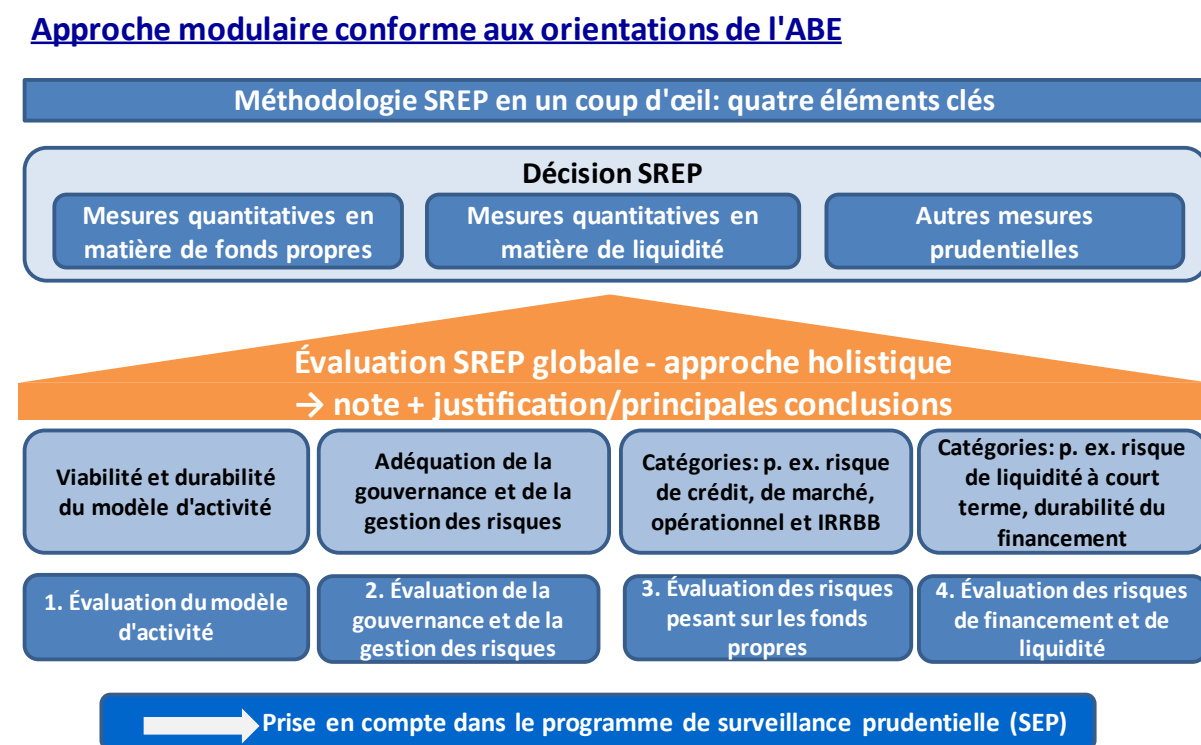 Approche modulaire conforme aux orientations de l'ABE
Méthodologie SREP en un coup d'œil: quatre éléments clés
Décision SREP
Mesures quantitatives en
matière de fonds propres
Mesures quantitatives en
matière de liquidité
Autres mesures
prudentielles
Évaluation SREP globale - approche holistique
→ note + justification/principales conclusions
Viabilité et durabilité
du modèle d'activité
Adéquation de la
gouvernance et de la
gestion des risques
Catégories: p. ex. risque
de crédit, de marché,
opérationnel et IRRBB
Catégories: p. ex. risque
de liquidité à court
terme, durabilité du
financement
1. Évaluation du modèle
d'activité
2. Évaluation de la
gouvernance et de la
gestion des risques
3. Évaluation des risques
pesant sur les fonds
propres
4. Évaluation des risques
de financement et de
liquidité
Prise en compte dans le programme de surveillance prudentielle (SEP)